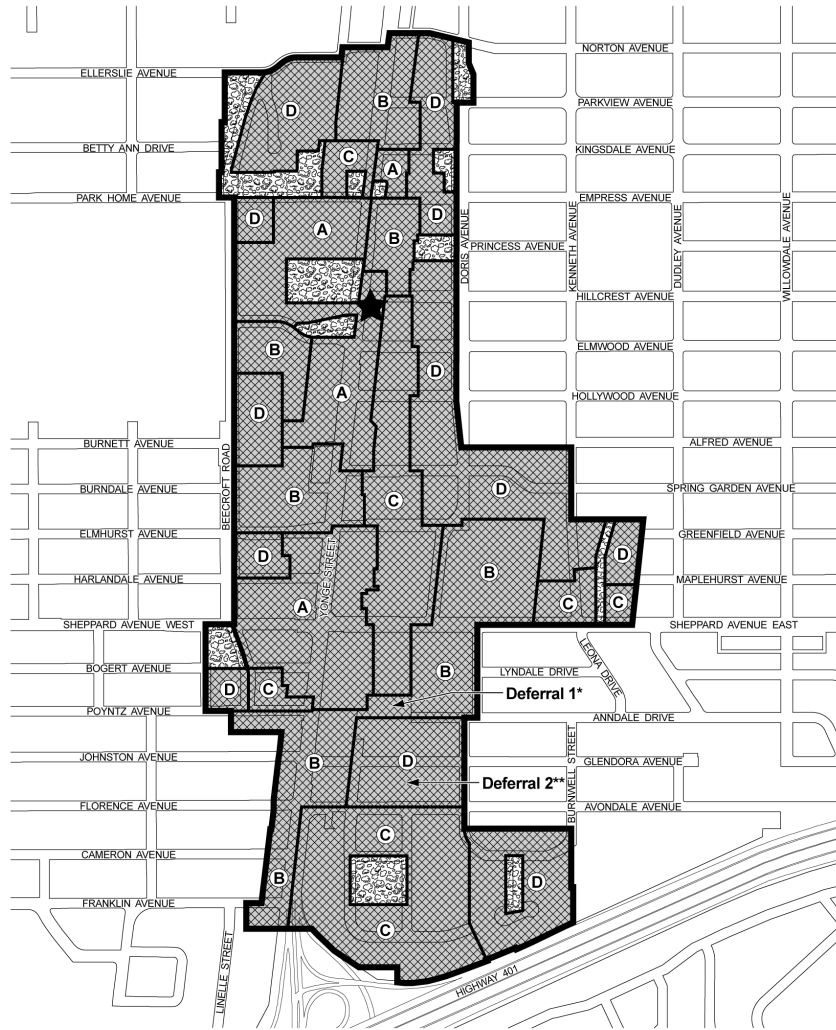 NORTON AVENUE
ELLERSLIE AVENUE
D
B
D
PARKVIEW AVENUE
BETTY ANN DRIVE
C
A
KINGSDALE AVENUE
PARK HOME AVENUE
EMPRESS AVENUE
D
A
B
D
DORIS AVENUE
PRINCESS AVENUE
KENNETH AVENUE
DUDLEY AVENUE
WILLOWDALE AVENUE
HILLCREST AVENUE
B
ELMWOOD AVENUE
D
A
D
HOLLYWOOD AVENUE
BURNETT AVENUE
BEECROFT ROAD
ALFRED AVENUE
BURNDALE AVENUE
B
C
D
SPRING GARDEN AVENUE
ELMHURST AVENUE
D
YONGE STREET
GREENFIELD AVENUE
D
HARLANDALE AVENUE
A
B
C
C
MAPLEHURST AVENUE
SHEPPARD AVENUE WEST
SHEPPARD AVENUE EAST
BOGERT AVENUE
D
C
B
LYNDALE DRIVE
LEONA DRIVE
Deferral 1*
POYNTZ AVENUE
ANNDALE DRIVE
JOHNSTON AVENUE
B
D
BURNWELL STREET
GLENDORA AVENUE
Deferral 2**
FLORENCE AVENUE
AVONDALE AVENUE
C
CAMERON AVENUE
B
D
FRANKLIN AVENUE
C
LINELLE STREET
HIGHWAY 401